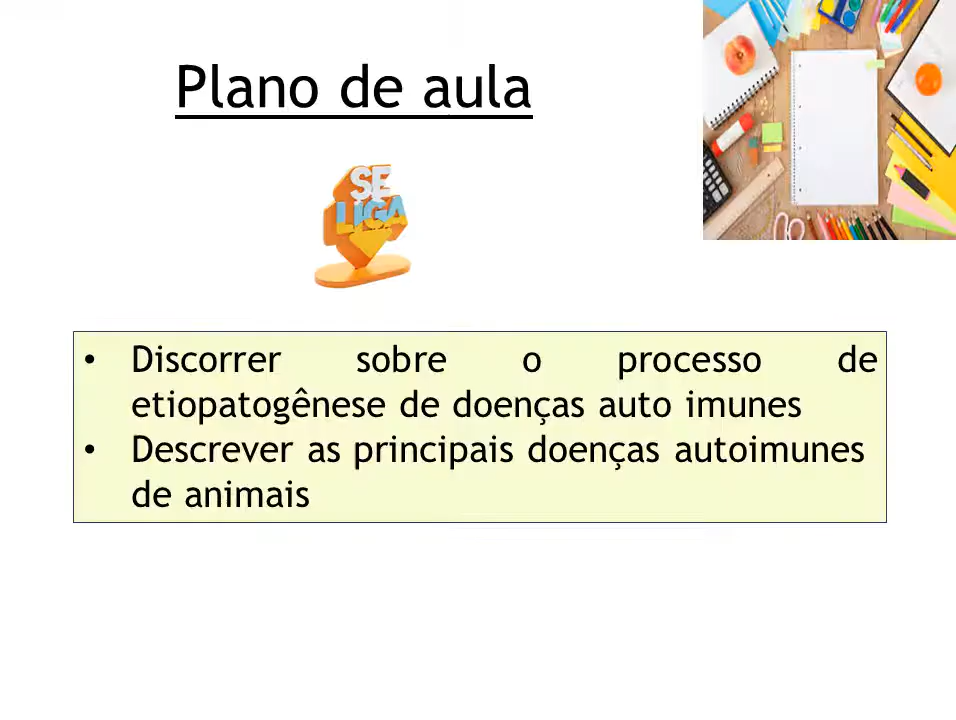 Plano de aula
SE
LIGA
• Discorrer sobre o processo de
etiopatogênese de doenças auto imunes
• Descrever as principais doenças autoimunes
de animais